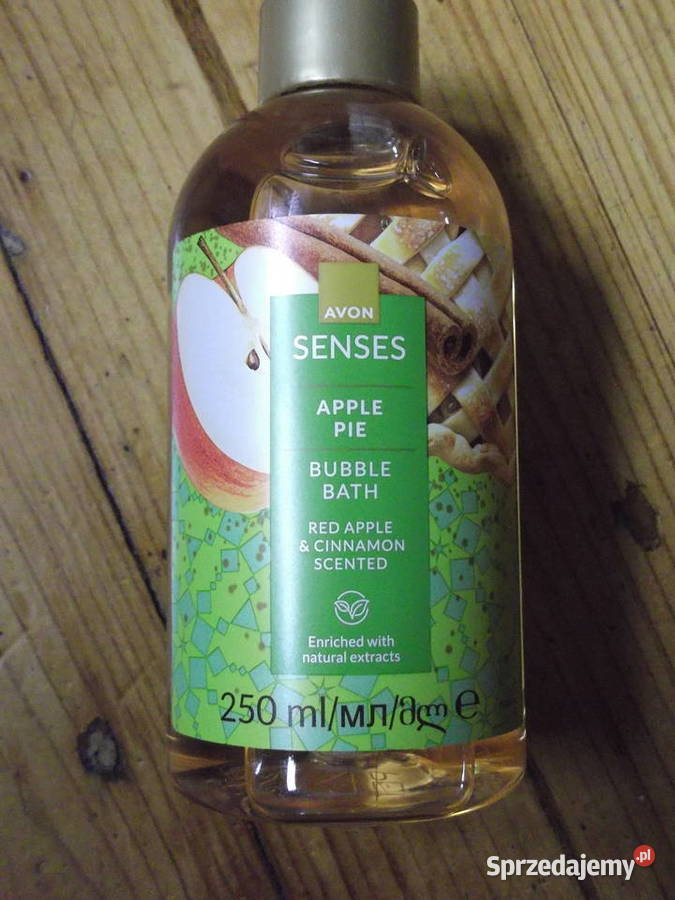 AVON
SENSES
APPLE
PIE
BUBBLE
BATH
RED APPLE
& CINNAMON
SCENTED
Enriched with
natural extracts
250 ml/мл/მლ e
Sprzedajemy.pl